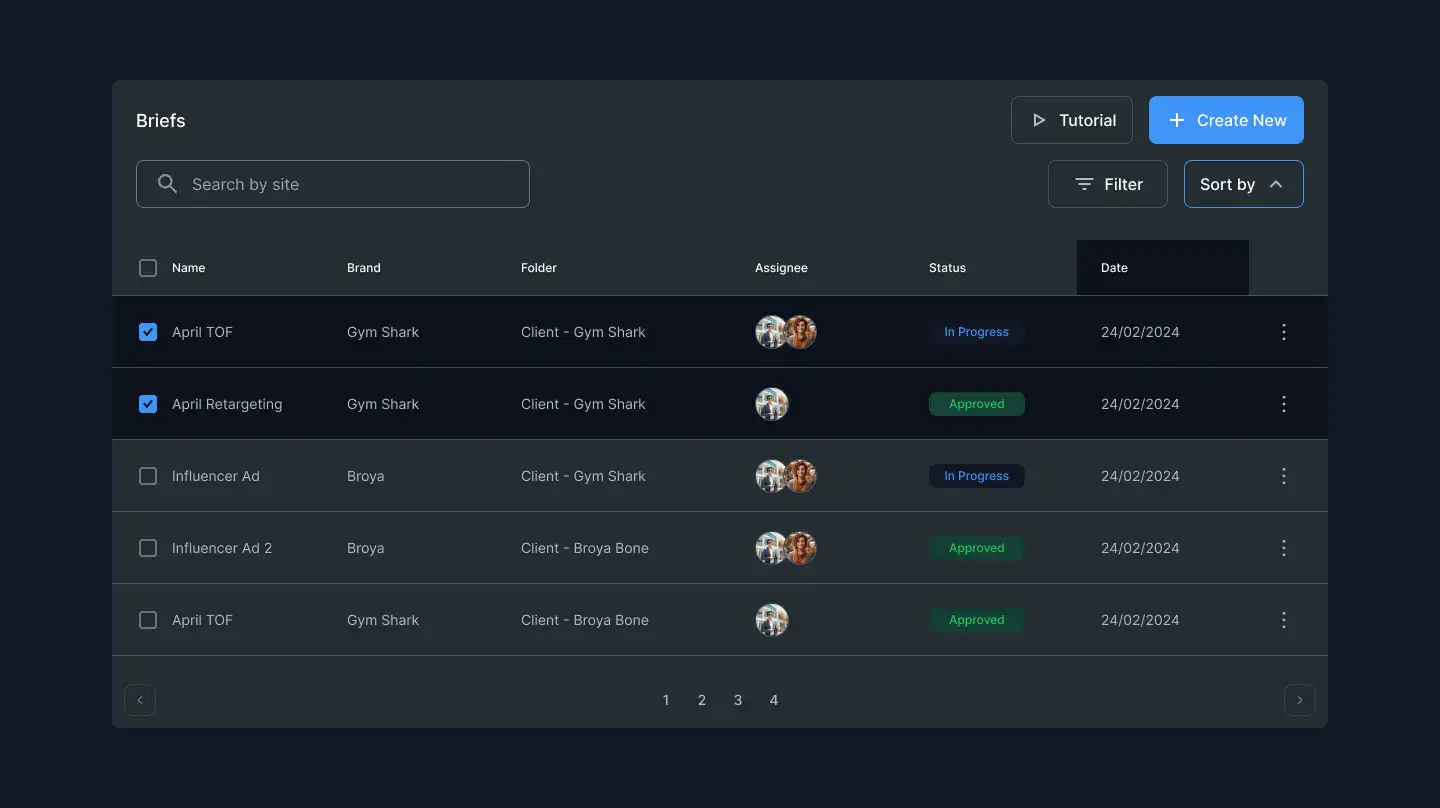 Briefs
Tutorial
Create New
Search by site
Filter
Sort by
Name Brand Folder Assignee Status Date
April TOF Gym Shark Client - Gym Shark In Progress 24/02/2024
April Retargeting Gym Shark Client - Gym Shark Approved 24/02/2024
Influencer Ad Broya Client - Gym Shark In Progress 24/02/2024
Influencer Ad 2 Broya Client - Broya Bone Approved 24/02/2024
April TOF Gym Shark Client - Broya Bone Approved 24/02/2024
1 2 3 4